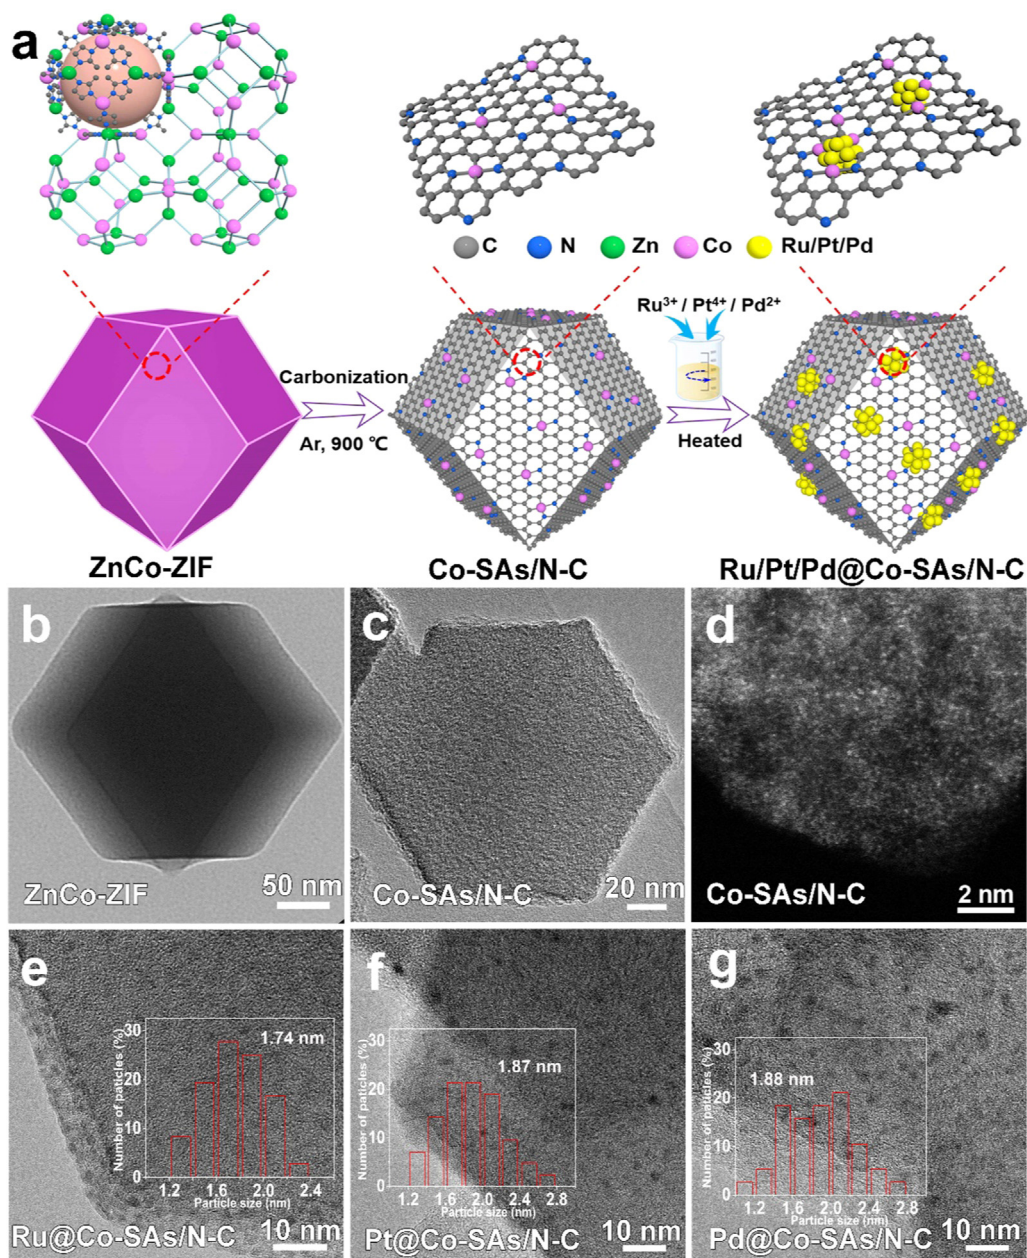 a
C N Zn Co Ru/Pt/Pd
Ru³⁺ / Pt⁴⁺ / Pd²⁺
Carbonization
Ar, 900 ℃
Heated
ZnCo-ZIF
Co-SAs/N-C
Ru/Pt/Pd@Co-SAs/N-C
b
ZnCo-ZIF
50 nm
c
Co-SAs/N-C
20 nm
d
Co-SAs/N-C
2 nm
e
1.74 nm
Number of paticles (%)
30
20
10
0
1.2 1.6 2.0 2.4
Particle size (nm)
Ru@Co-SAs/N-C
10 nm
f
1.87 nm
Number of paticles (%)
30
20
10
0
1.2 1.6 2.0 2.4 2.8
Particle size (nm)
Pt@Co-SAs/N-C
10 nm
g
1.88 nm
Number of paticles (%)
30
20
10
0
0.8 1.2 1.6 2.0 2.4 2.8
Particle size (nm)
Pd@Co-SAs/N-C
10 nm